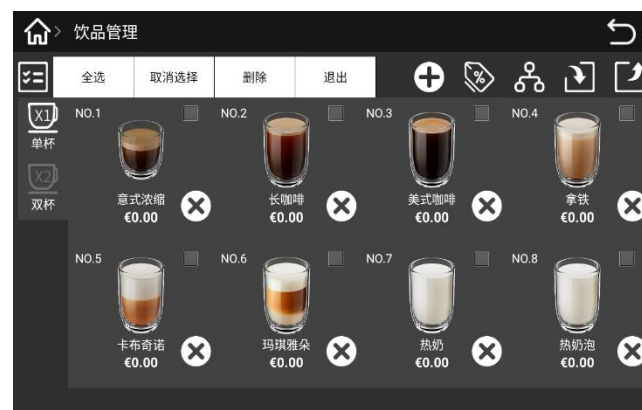 饮品管理
全选 取消选择 删除 退出
X1
单杯
X2
双杯
NO.1 NO.2 NO.3 NO.4
意式浓缩 长咖啡 美式咖啡 拿铁
€0.00 €0.00 €0.00 €0.00
NO.5 NO.6 NO.7 NO.8
卡布奇诺 玛琪雅朵 热奶 热奶泡
€0.00 €0.00 €0.00 €0.00